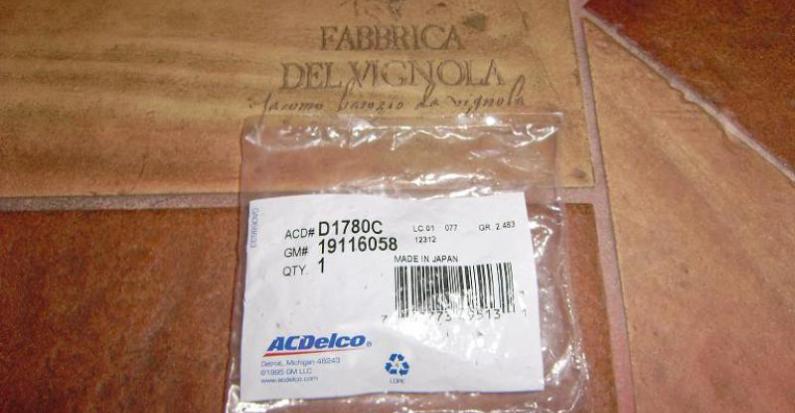 FABBRICA
DEL VIGNOLA
ACD# D1780C
LC 01 077 GR. 2.483
GM# 19116058
12312
QTY. 1
MADE IN JAPAN
ACDelco
Detroit, Michigan 48243
©1995 GM LLC
www.acdelco.com
LDPE